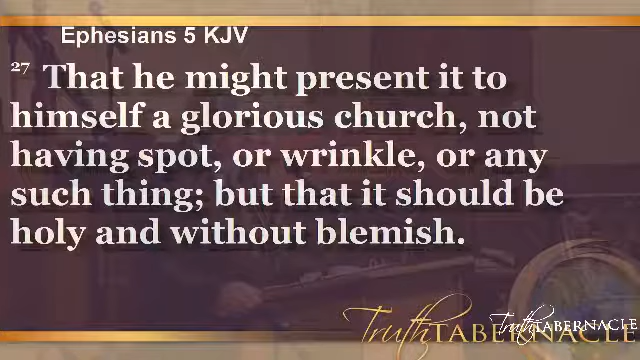 Ephesians 5 KJV
27 That he might present it to
himself a glorious church, not
having spot, or wrinkle, or any
such thing; but that it should be
holy and without blemish.
Truth TABERNACLE
Truth TABERNACLE